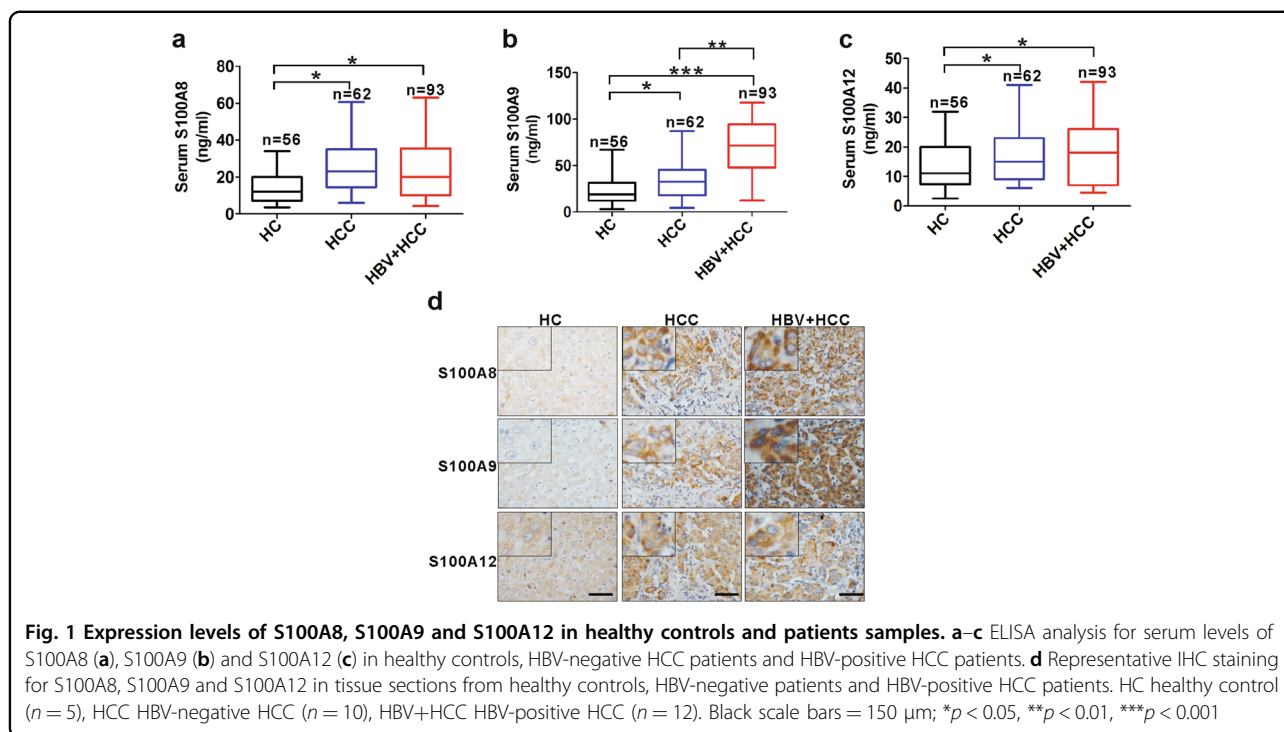 a
*
*
80
n=62
n=93
60
n=56
40
20
0
Serum S100A8
(ng/ml)
HC
HCC
HBV+HCC
b
**
***
*
150
n=93
n=62
n=56
100
50
0
Serum S100A9
(ng/ml)
HC
HCC
HBV+HCC
c
*
*
50
n=62
n=93
n=56
40
30
20
10
0
Serum S100A12
(ng/ml)
HC
HCC
HBV+HCC
d
HC HCC HBV+HCC
S100A8
S100A9
S100A12
Fig. 1 Expression levels of S100A8, S100A9 and S100A12 in healthy controls and patients samples. a–c ELISA analysis for serum levels of
S100A8 (a), S100A9 (b) and S100A12 (c) in healthy controls, HBV-negative HCC patients and HBV-positive HCC patients. d Representative IHC staining
for S100A8, S100A9 and S100A12 in tissue sections from healthy controls, HBV-negative patients and HBV-positive HCC patients. HC healthy control
(n = 5), HCC HBV-negative HCC (n = 10), HBV+HCC HBV-positive HCC (n = 12). Black scale bars = 150 μm; *p < 0.05, **p < 0.01, ***p < 0.001